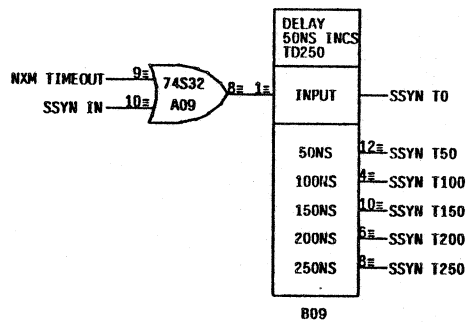 DELAY
50NS INCS
TD250
NXM TIMEOUT 9≡ 74S32 8≡ 1≡ INPUT SSYN T0
SSYN IN 10≡ A09
50NS 12≡ SSYN T50
100NS 4≡ SSYN T100
150NS 10≡ SSYN T150
200NS 6≡ SSYN T200
250NS 8≡ SSYN T250
B09